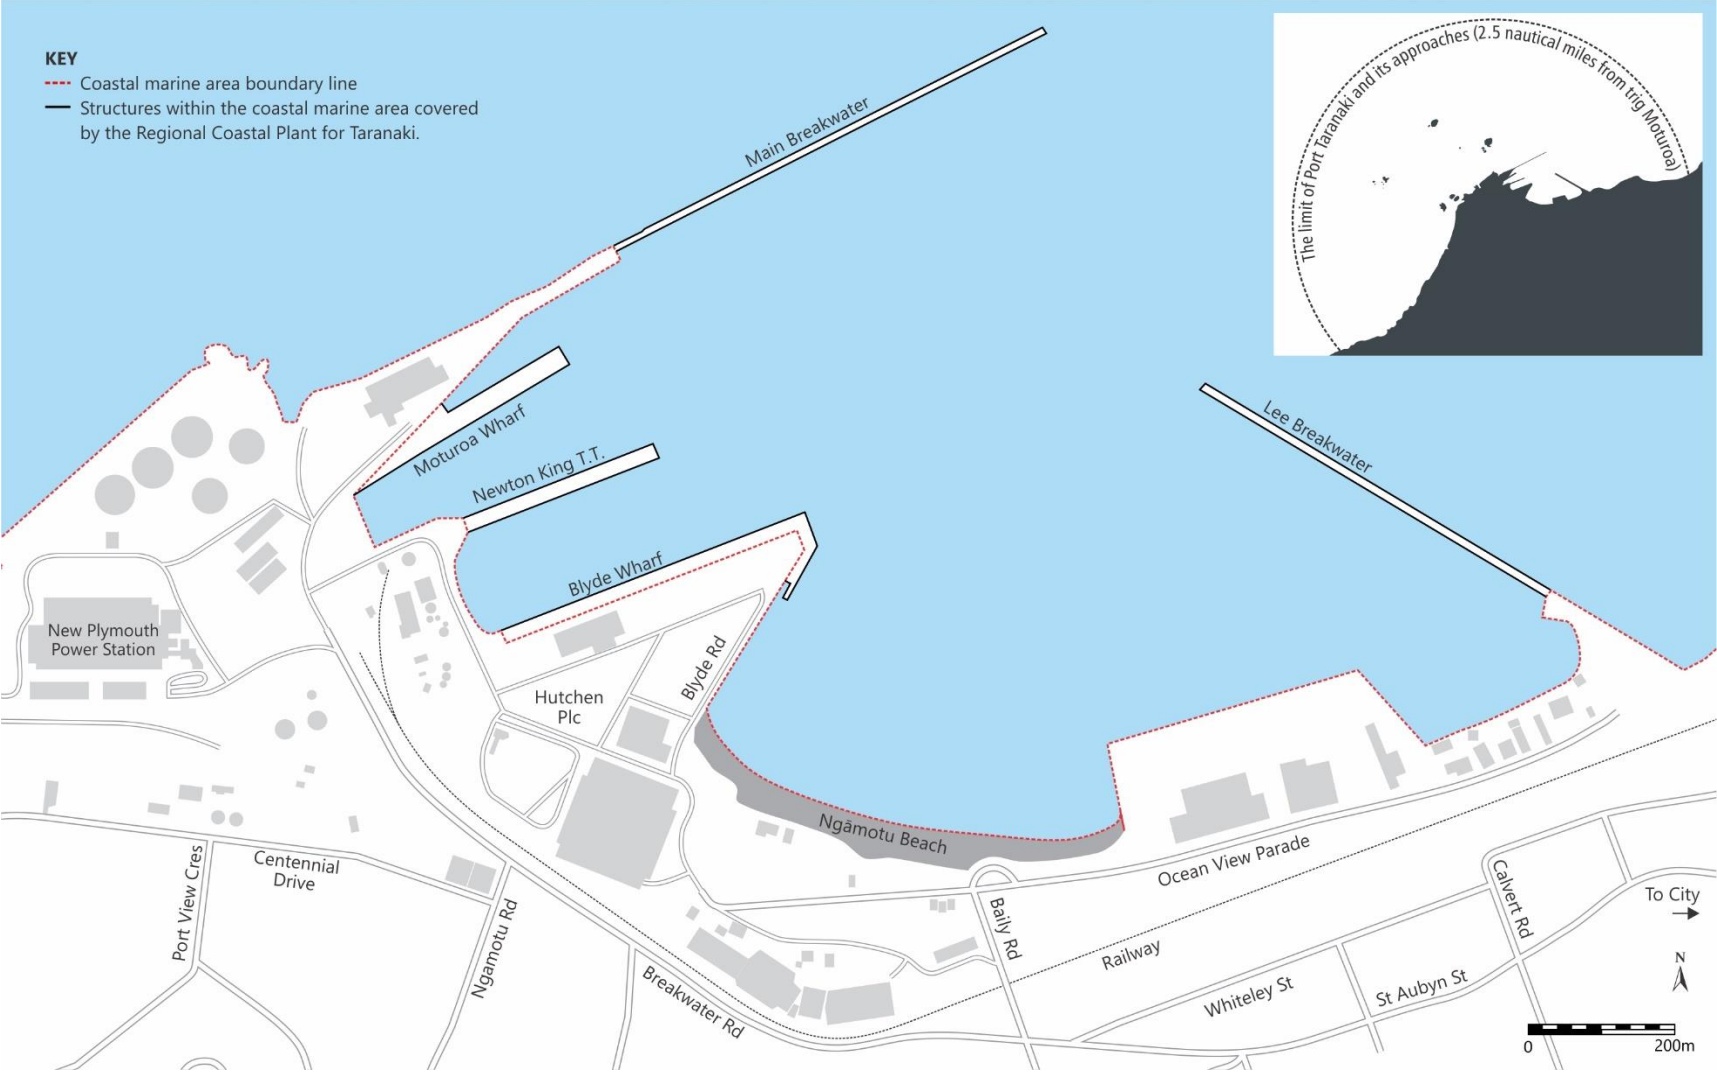 KEY
Coastal marine area boundary line
Structures within the coastal marine area covered
by the Regional Coastal Plant for Taranaki.
The limit of Port Taranaki and its approaches (2.5 nautical miles from trig Moturoa)
Main Breakwater
Lee Breakwater
Moturoa Wharf
Newton King T.T.
Blyde Wharf
New Plymouth
Power Station
Blyde Rd
Hutchen
Plc
Ngāmotu Beach
Ocean View Parade
Centennial
Drive
Port View Cres
Ngamotu Rd
Breakwater Rd
Baily Rd
Railway
Calvert Rd
To City
Whiteley St
St Aubyn St
N
0
200m